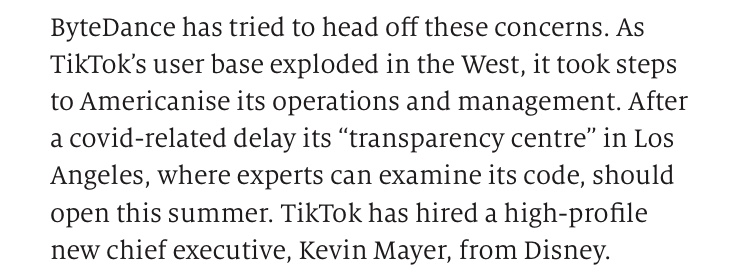 ByteDance has tried to head off these concerns. As
TikTok’s user base exploded in the West, it took steps
to Americanise its operations and management. After
a covid-related delay its “transparency centre” in Los
Angeles, where experts can examine its code, should
open this summer. TikTok has hired a high-profile
new chief executive, Kevin Mayer, from Disney.